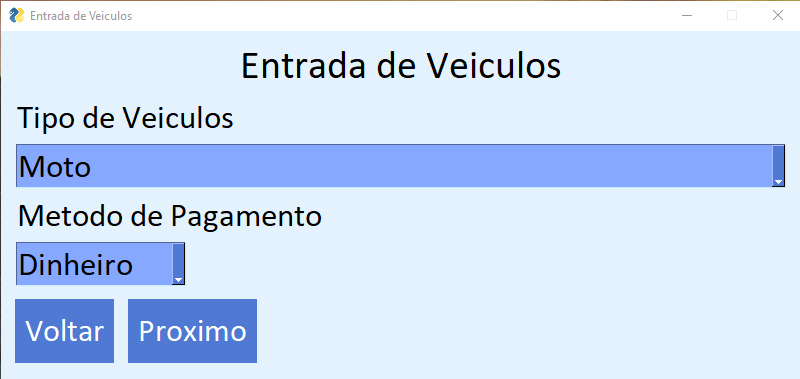 Entrada de Veiculos
Entrada de Veiculos
Tipo de Veiculos
Moto
Metodo de Pagamento
Dinheiro
Voltar Proximo